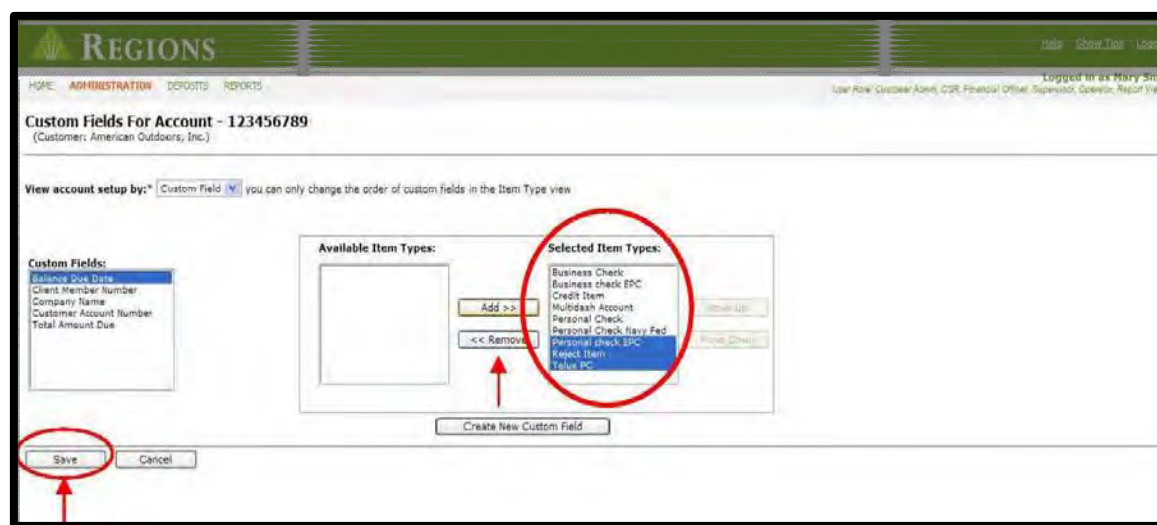 REGIONS
Help Show Tips
HOME ADMINISTRATION DEPOSITS REPORTS
Logged in as Mary
User Role: Customer Admin, CSR, Financial Officer, Supervisor, Operator, Report
Custom Fields For Account - 123456789
(Customer: American Outdoors, Inc.)
View account setup by:* Custom Field you can only change the order of custom fields in the Item Type view
Custom Fields:
Balance Due Date
Client Member Number
Company Name
Customer Account Number
Total Amount Due
Available Item Types:
Add >>
<< Remove
Selected Item Types:
Business Check
Business check EPC
Credit Item
Multidash Account
Personal Check
Personal Check Navy Fed
Personal check EPC
Reject Item
Telus PC
Move Up
Move Down
Create New Custom Field
Save Cancel